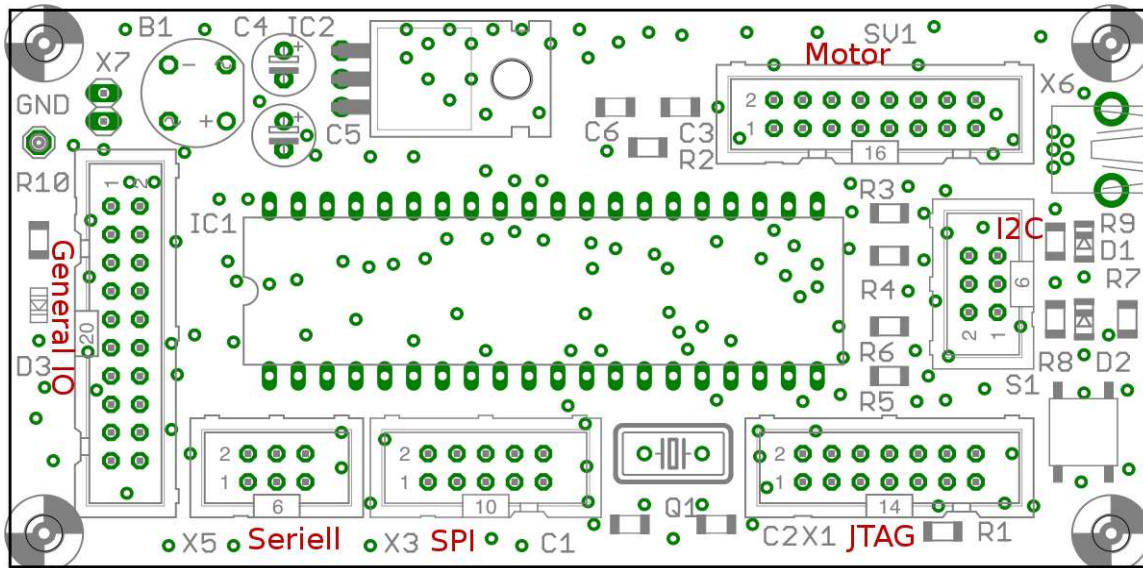 B1
C4
IC2
SV1
Motor
X7
X6
GND
2
1
16
C5
C6
C3
R2
R10
1
2
R3
IC1
I2C
R9
D1
General IO
20
R4
6
R7
2
1
D3
R6
R8
D2
R5
S1
2
1
6
2
1
10
2
1
14
Q1
X5
Seriell
X3
SPI
C1
C2
X1
JTAG
R1